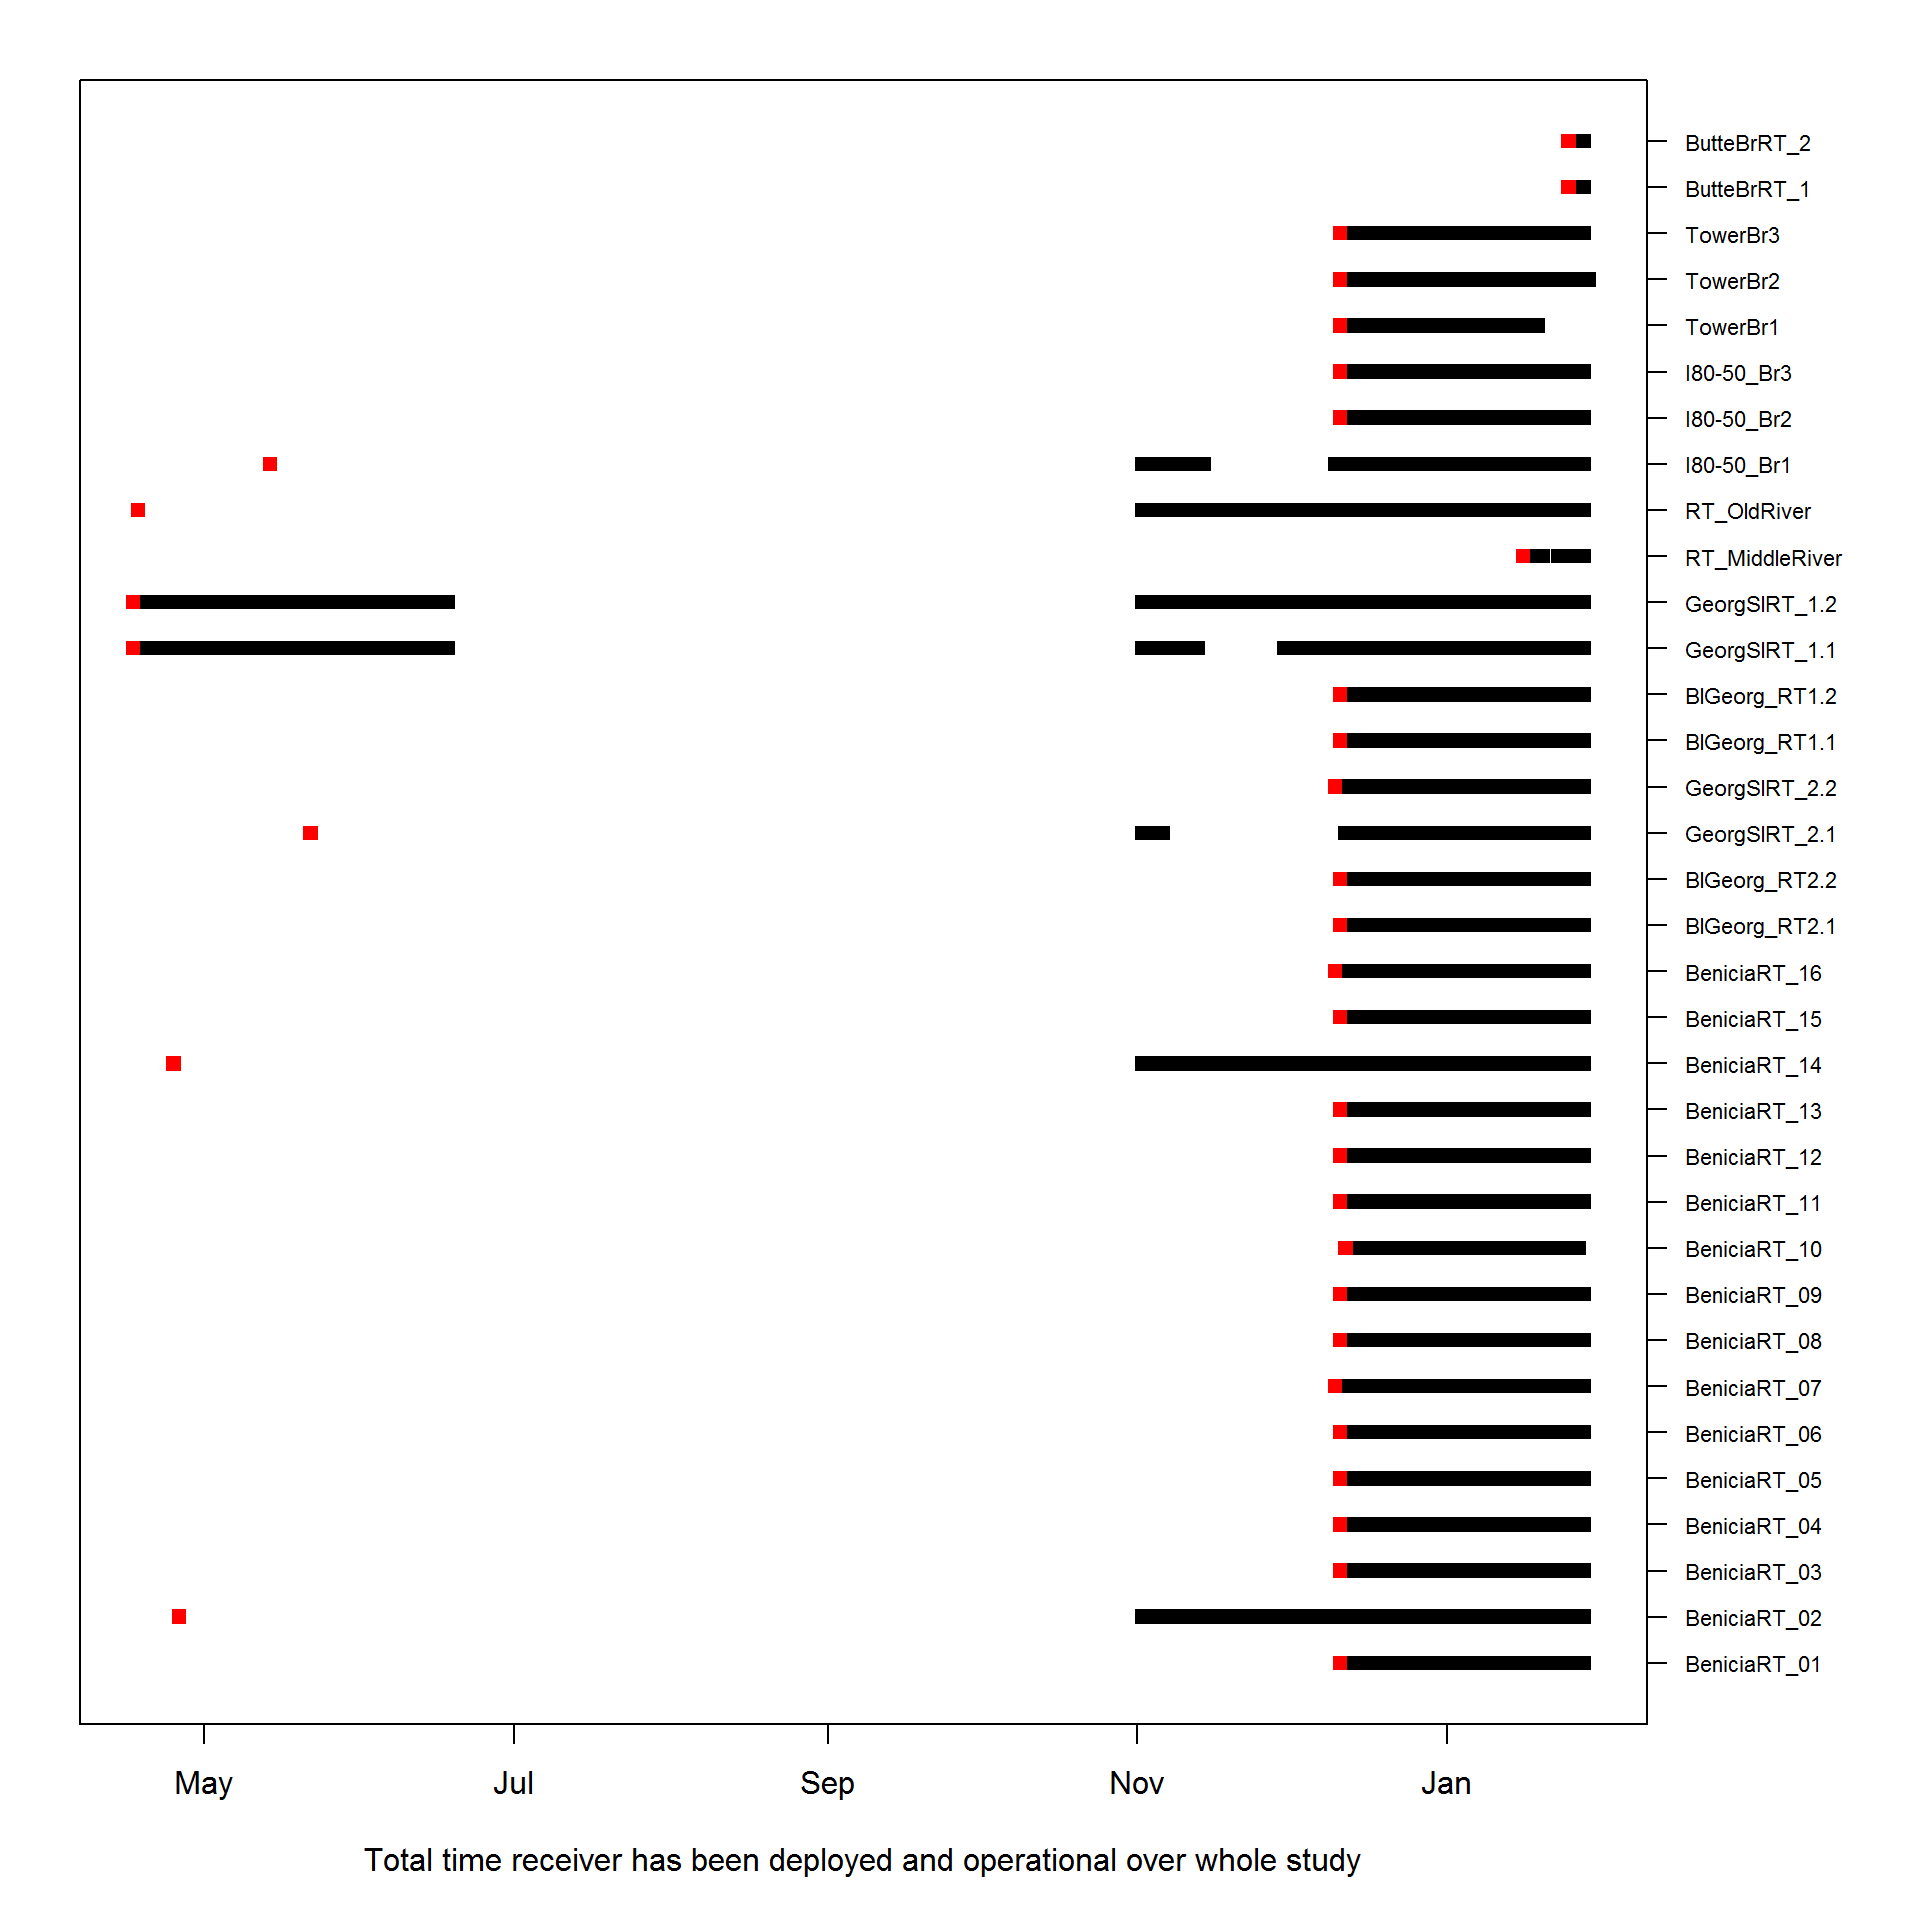 ButteBrRT_2
ButteBrRT_1
TowerBr3
TowerBr2
TowerBr1
I80-50_Br3
I80-50_Br2
I80-50_Br1
RT_OldRiver
RT_MiddleRiver
GeorgSlRT_1.2
GeorgSlRT_1.1
BlGeorg_RT1.2
BlGeorg_RT1.1
GeorgSlRT_2.2
GeorgSlRT_2.1
BlGeorg_RT2.2
BlGeorg_RT2.1
BeniciaRT_16
BeniciaRT_15
BeniciaRT_14
BeniciaRT_13
BeniciaRT_12
BeniciaRT_11
BeniciaRT_10
BeniciaRT_09
BeniciaRT_08
BeniciaRT_07
BeniciaRT_06
BeniciaRT_05
BeniciaRT_04
BeniciaRT_03
BeniciaRT_02
BeniciaRT_01
May Jul Sep Nov Jan
Total time receiver has been deployed and operational over whole study